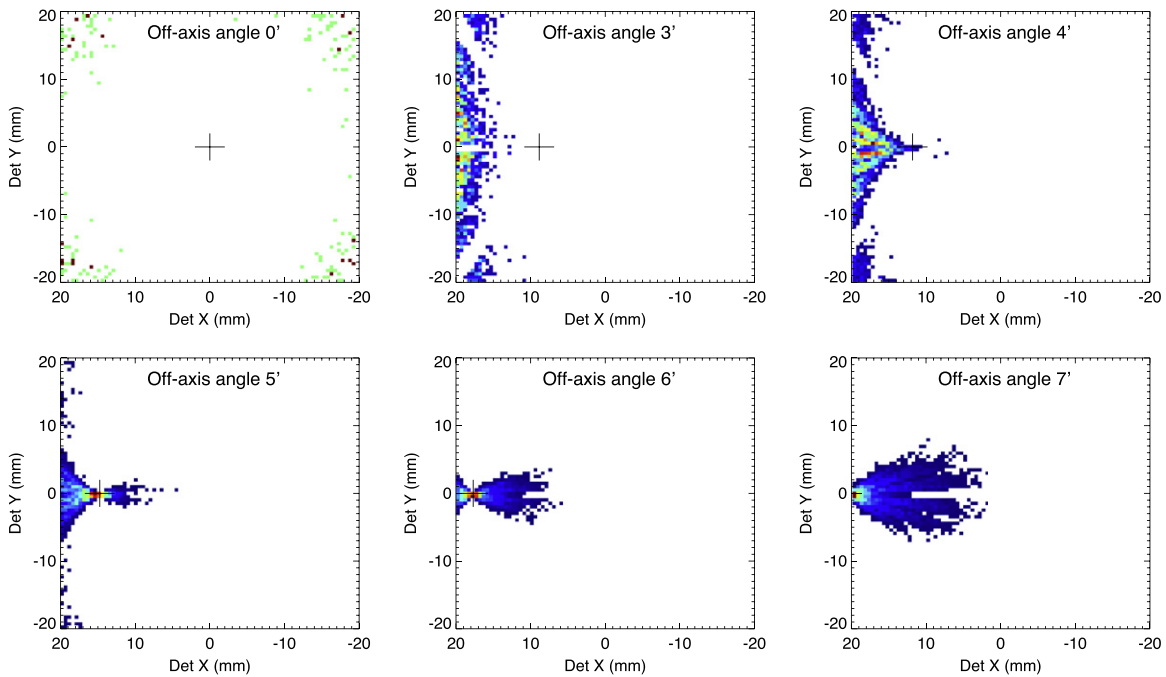 Off-axis angle 0'
20
10
0
-10
-20
Det Y (mm)
20 10 0 -10 -20
Det X (mm)
Off-axis angle 3'
20
10
0
-10
-20
Det Y (mm)
20 10 0 -10 -20
Det X (mm)
Off-axis angle 4'
20
10
0
-10
-20
Det Y (mm)
20 10 0 -10 -20
Det X (mm)
Off-axis angle 5'
20
10
0
-10
-20
Det Y (mm)
20 10 0 -10 -20
Det X (mm)
Off-axis angle 6'
20
10
0
-10
-20
Det Y (mm)
20 10 0 -10 -20
Det X (mm)
Off-axis angle 7'
20
10
0
-10
-20
Det Y (mm)
20 10 0 -10 -20
Det X (mm)